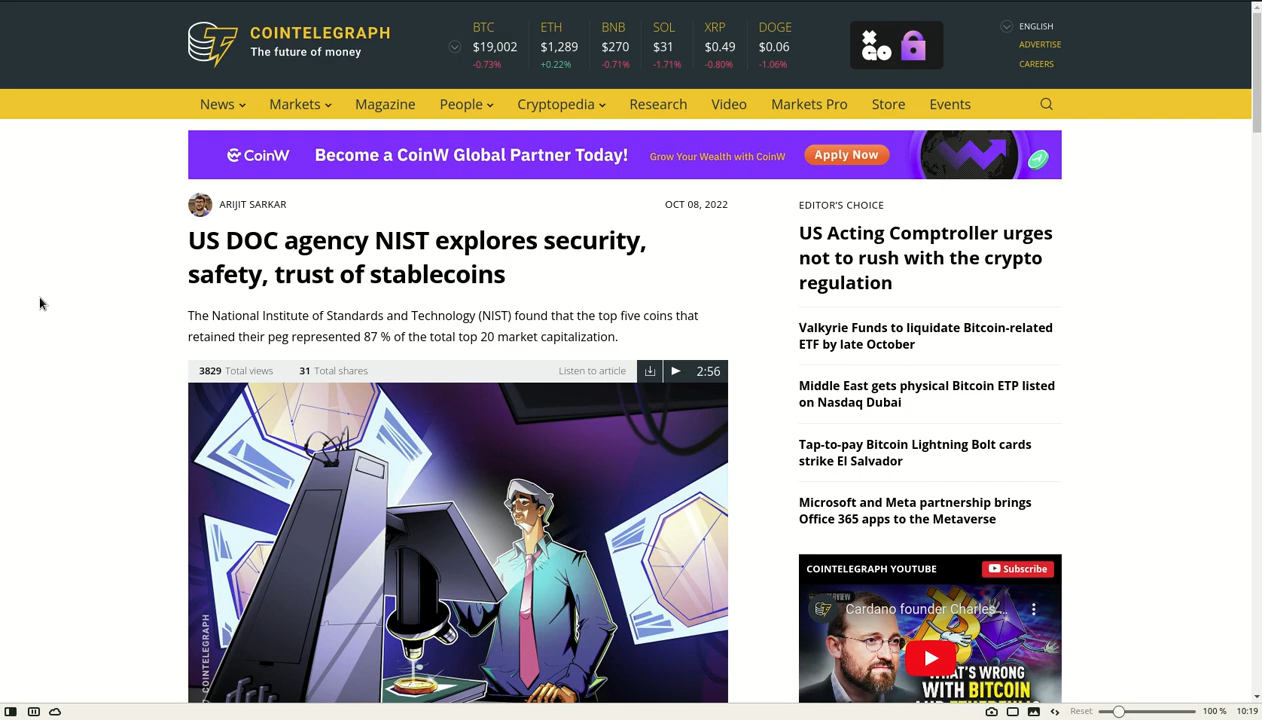 COINTELEGRAPH
The future of money
BTC
$19,002
-0.73%
ETH
$1,289
+0.22%
BNB
$270
-0.71%
SOL
$31
-1.71%
XRP
$0.49
-0.80%
DOGE
$0.06
-1.06%
XGo
ENGLISH
ADVERTISE
CAREERS
News Markets Magazine People Cryptopedia Research Video Markets Pro Store Events
CoinW Become a CoinW Global Partner Today! Grow Your Wealth with CoinW Apply Now
ARIJIT SARKAR OCT 08, 2022
US DOC agency NIST explores security,
safety, trust of stablecoins
The National Institute of Standards and Technology (NIST) found that the top five coins that
retained their peg represented 87 % of the total top 20 market capitalization.
3829 Total views 31 Total shares Listen to article 2:56
COINTELEGRAPH
EDITOR'S CHOICE
US Acting Comptroller urges
not to rush with the crypto
regulation
Valkyrie Funds to liquidate Bitcoin-related
ETF by late October
Middle East gets physical Bitcoin ETP listed
on Nasdaq Dubai
Tap-to-pay Bitcoin Lightning Bolt cards
strike El Salvador
Microsoft and Meta partnership brings
Office 365 apps to the Metaverse
COINTELEGRAPH YOUTUBE Subscribe
Cardano founder Charles...
WHAT'S WRONG
WITH BITCOIN
Reset 100 % 10:19